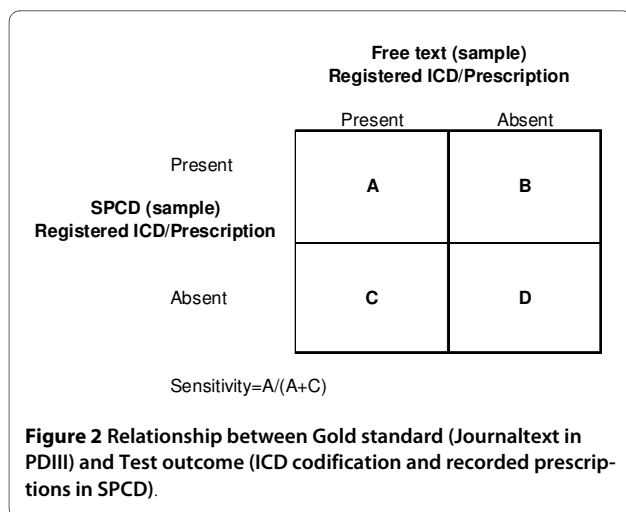 Free text (sample)
Registered ICD/Prescription
Present Absent
Present
A B
SPCD (sample)
Registered ICD/Prescription
Absent
C D
Sensitivity=A/(A+C)
Figure 2 Relationship between Gold standard (Journaltext in
PDIII) and Test outcome (ICD codification and recorded prescrip-
tions in SPCD).